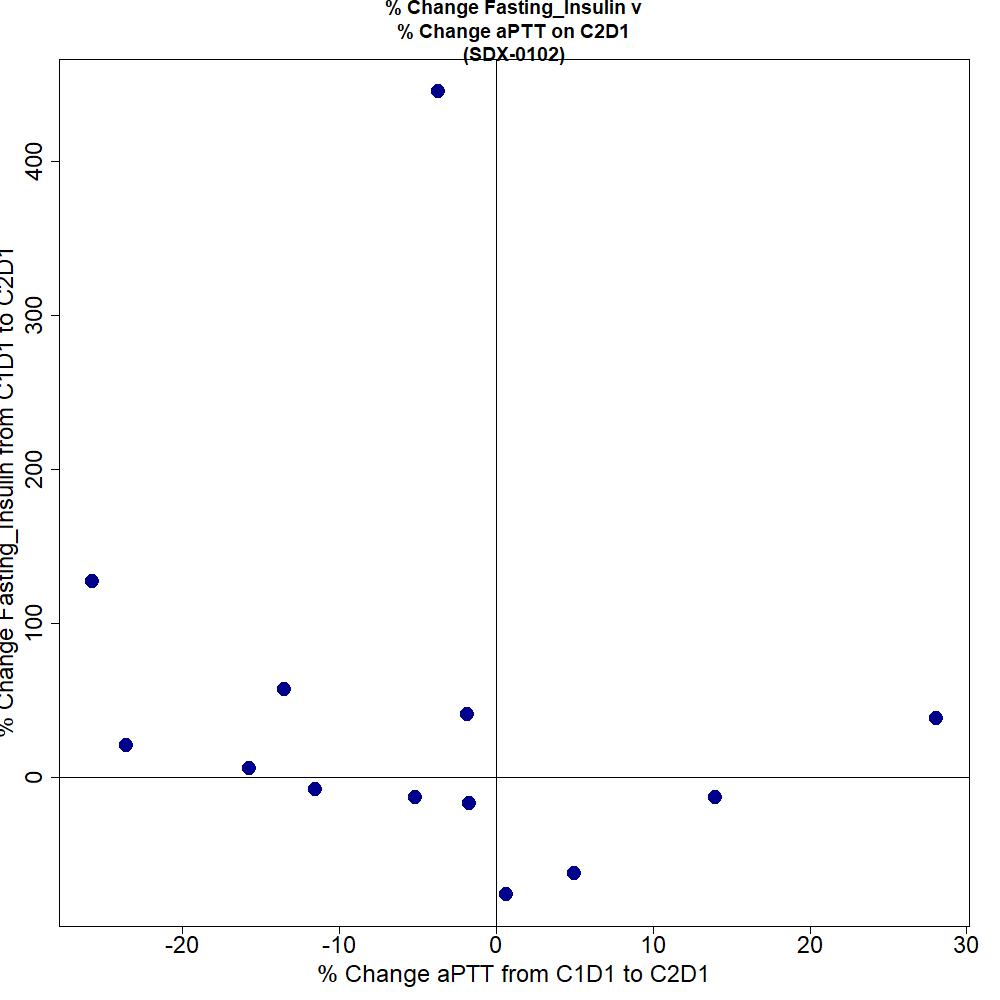 % Change Fasting_Insulin v
% Change aPTT on C2D1
(SDX-0102)
% Change Fasting_Insulin from C1D1 to C2D1
400
300
200
100
0
-20
-10
0
10
20
30
% Change aPTT from C1D1 to C2D1